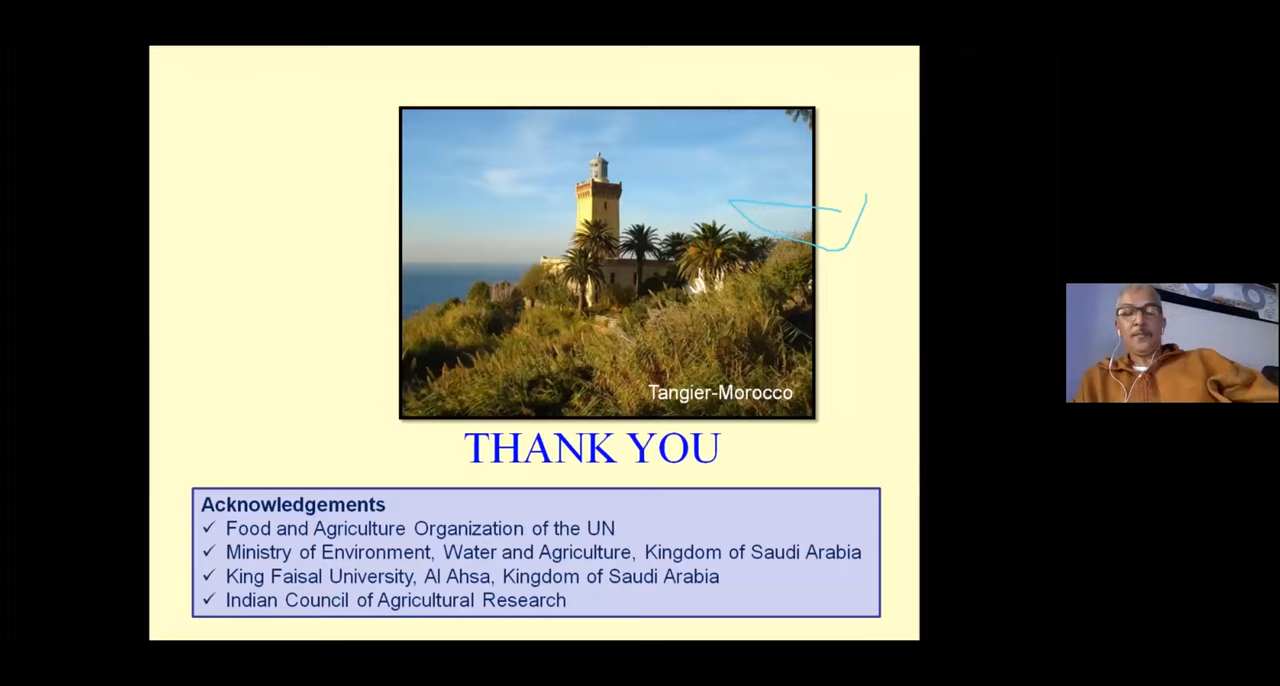 Tangier-Morocco
THANK YOU
Acknowledgements
✓ Food and Agriculture Organization of the UN
✓ Ministry of Environment, Water and Agriculture, Kingdom of Saudi Arabia
✓ King Faisal University, Al Ahsa, Kingdom of Saudi Arabia
✓ Indian Council of Agricultural Research